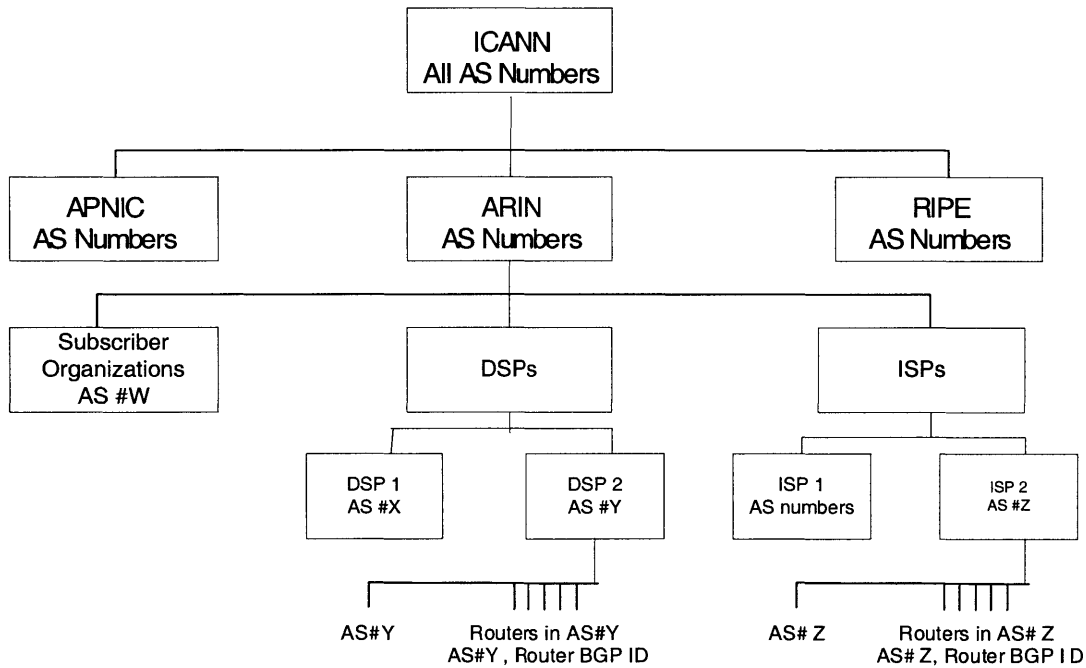 ICANN
All AS Numbers
APNIC
AS Numbers
ARIN
AS Numbers
RIPE
AS Numbers
Subscriber
Organizations
AS #W
DSPs
ISPs
DSP 1
AS #X
DSP 2
AS #Y
ISP 1
AS numbers
ISP 2
AS #Z
AS#Y
Routers in AS#Y
AS#Y , Router BGP ID
AS# Z
Routers in AS# Z
AS# Z, Router BGP ID